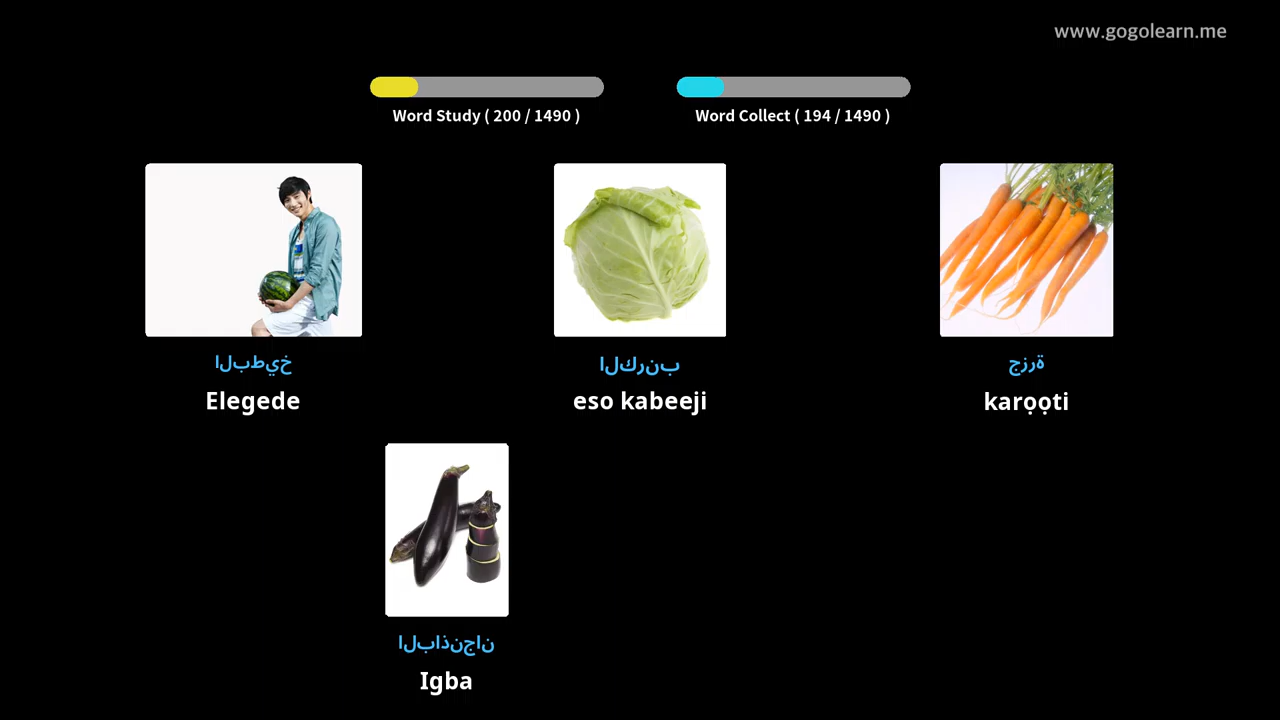 www.gogolearn.me
Word Study ( 200 / 1490 )
Word Collect ( 194 / 1490 )
البطيخ
الكرنب
جزرة
Elegede
eso kabeeji
karọọti
الباذنجان
Igba